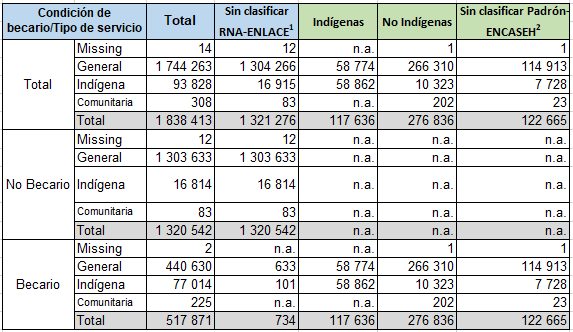 Condición de becario/Tipo de servicio Total Sin clasificar RNA-ENLACE¹ Indígenas No Indígenas Sin clasificar Padrón-ENCASEH²
Total Missing 14 12 n.a. 1 1
General 1 744 263 1 304 266 58 774 266 310 114 913
Indígena 93 828 16 915 58 862 10 323 7 728
Comunitaria 308 83 n.a. 202 23
Total 1 838 413 1 321 276 117 636 276 836 122 665
No Becario Missing 12 12 n.a. n.a. n.a.
General 1 303 633 1 303 633 n.a. n.a. n.a.
Indígena 16 814 16 814 n.a. n.a. n.a.
Comunitaria 83 83 n.a. n.a. n.a.
Total 1 320 542 1 320 542 n.a. n.a. n.a.
Becario Missing 2 n.a. n.a. 1 1
General 440 630 633 58 774 266 310 114 913
Indígena 77 014 101 58 862 10 323 7 728
Comunitaria 225 n.a. 202 23
Total 517 871 734 117 636 276 836 122 665